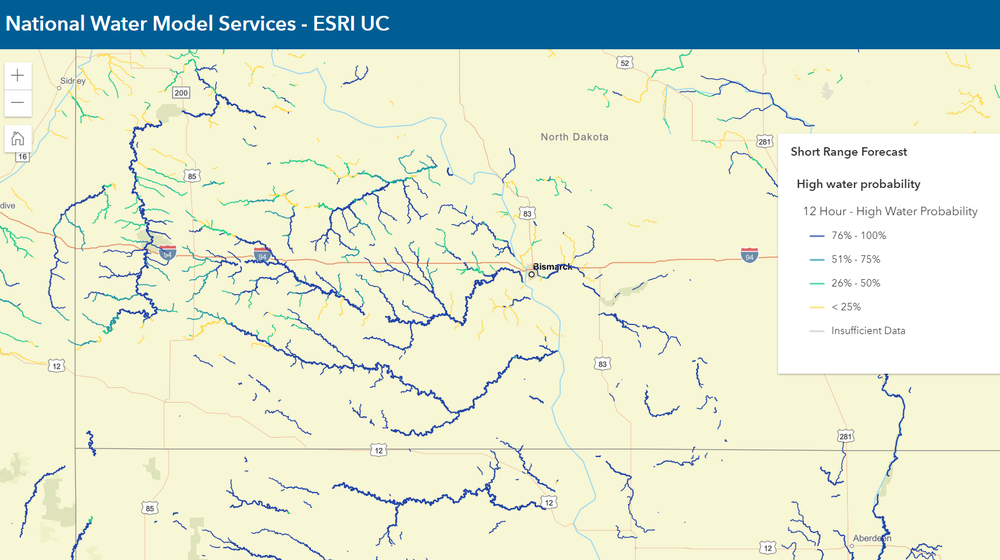 National Water Model Services - ESRI UC
52
Sidney
200
North Dakota
281
16
Short Range Forecast
85
High water probability
dive
12 Hour - High Water Probability
83
76% - 100%
94
94
94
51% - 75%
Bismarck
26% - 50%
< 25%
Insufficient Data
12
83
281
12
12
85
Aberdeen
12